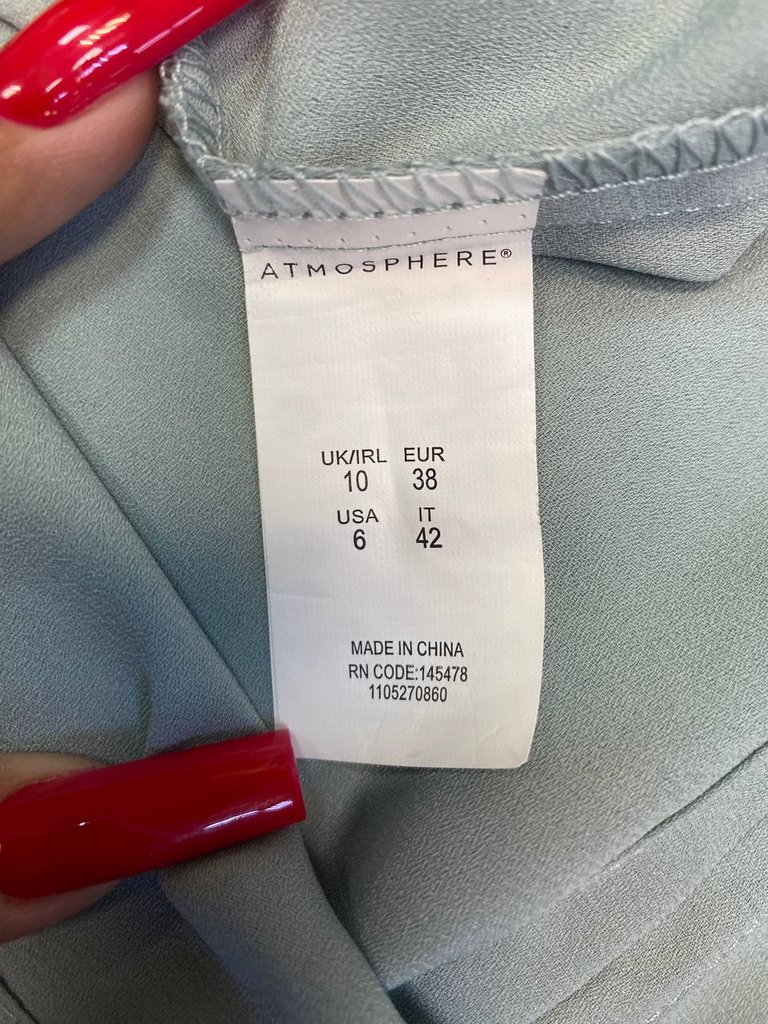 ATMOSPHERE®
UK/IRL EUR
10 38
USA IT
6 42
MADE IN CHINA
RN CODE:145478
1105270860